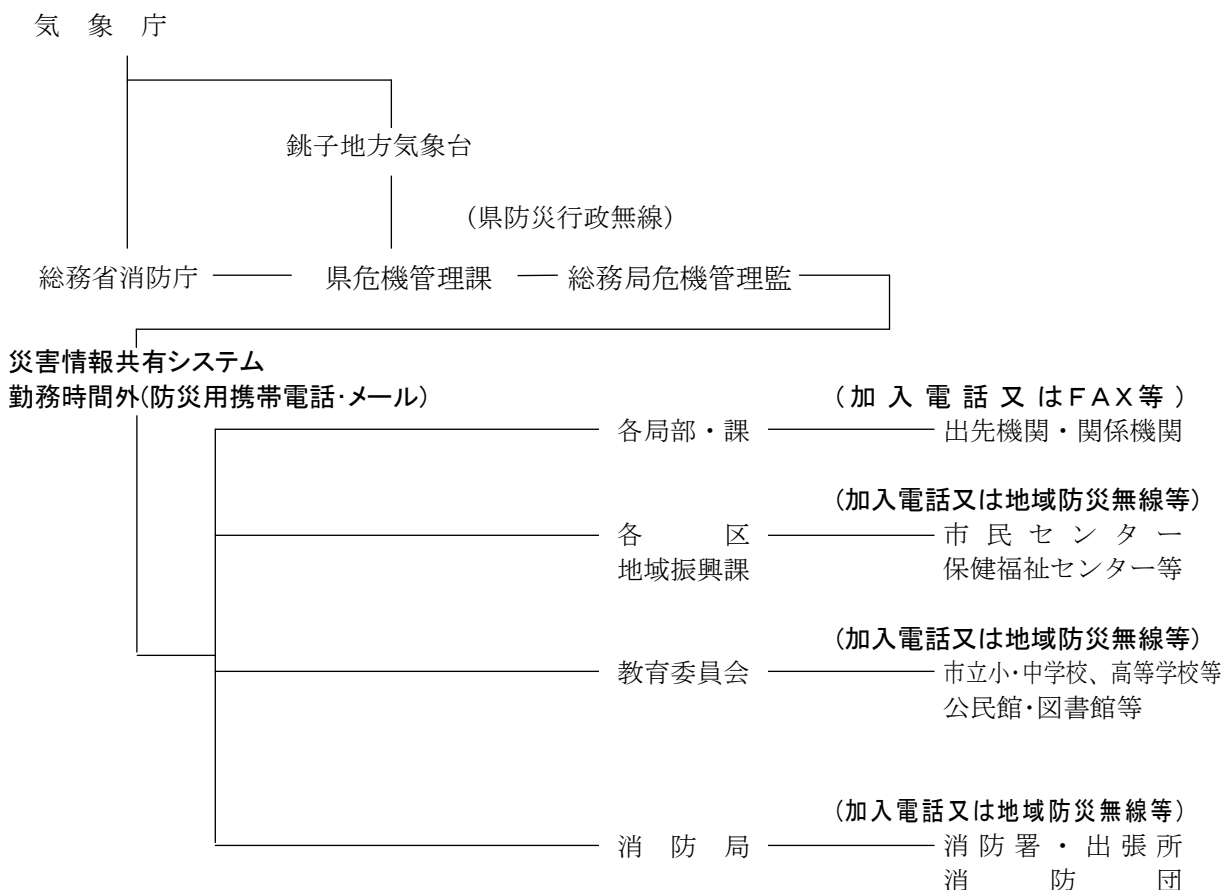 気象庁
銚子地方気象台
（県防災行政無線）
総務省消防庁 県危機管理課 総務局危機管理監
災害情報共有システム
勤務時間外(防災用携帯電話・メール)
（加入電話又はFAX等）
各局部・課 出先機関・関係機関
（加入電話又は地域防災無線等）
各区 市民センター
地域振興課 保健福祉センター等
（加入電話又は地域防災無線等）
教育委員会 市立小・中学校、高等学校等
公民館・図書館等
（加入電話又は地域防災無線等）
消防局 消防署・出張所
消防団